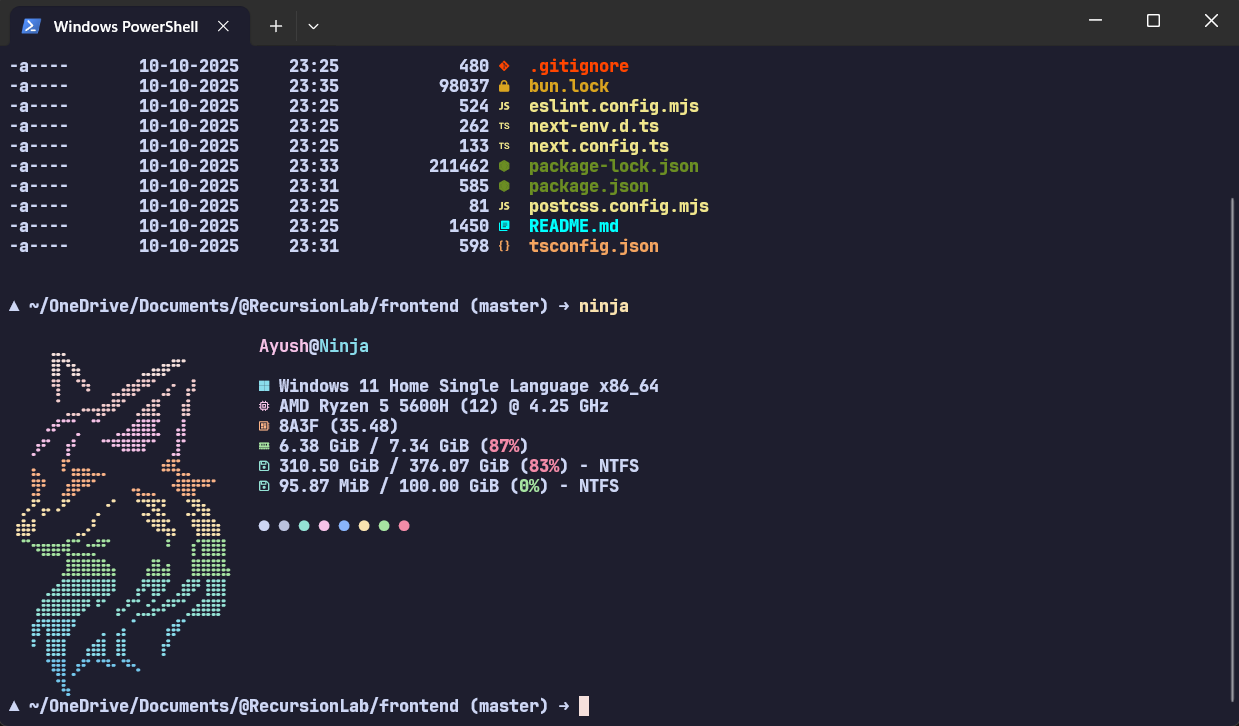 Windows PowerShell
-a---- 10-10-2025 23:25 480 .gitignore
-a---- 10-10-2025 23:35 98037 bun.lock
-a---- 10-10-2025 23:25 524 JS eslint.config.mjs
-a---- 10-10-2025 23:25 262 TS next-env.d.ts
-a---- 10-10-2025 23:25 133 TS next.config.ts
-a---- 10-10-2025 23:33 211462 package-lock.json
-a---- 10-10-2025 23:31 585 package.json
-a---- 10-10-2025 23:25 81 JS postcss.config.mjs
-a---- 10-10-2025 23:25 1450 README.md
-a---- 10-10-2025 23:31 598 {} tsconfig.json
▲ ~/OneDrive/Documents/@RecursionLab/frontend (master) → ninja
Ayush@Ninja
Windows 11 Home Single Language x86_64
AMD Ryzen 5 5600H (12) @ 4.25 GHz
8A3F (35.48)
6.38 GiB / 7.34 GiB (87%)
310.50 GiB / 376.07 GiB (83%) - NTFS
95.87 MiB / 100.00 GiB (0%) - NTFS
▲ ~/OneDrive/Documents/@RecursionLab/frontend (master) →